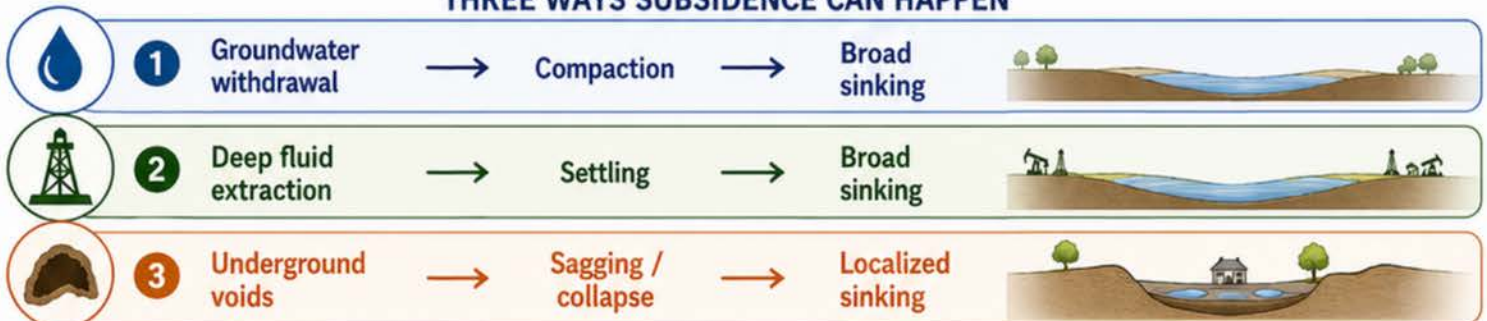 THREE WAYS SUBSIDENCE CAN HAPPEN
1
Groundwater
withdrawal
→
Compaction
→
Broad
sinking
2
Deep fluid
extraction
→
Settling
→
Broad
sinking
3
Underground
voids
→
Sagging /
collapse
→
Localized
sinking